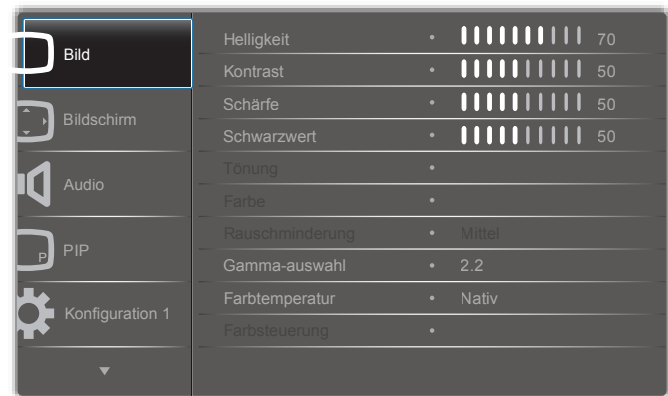 Bild
Bildschirm
Audio
PIP
P
Konfiguration 1
Helligkeit • 70
Kontrast • 50
Schärfe • 50
Schwarzwert • 50
Tönung •
Farbe •
Rauschminderung • Mittel
Gamma-auswahl • 2.2
Farbtemperatur • Nativ
Farbsteuerung •